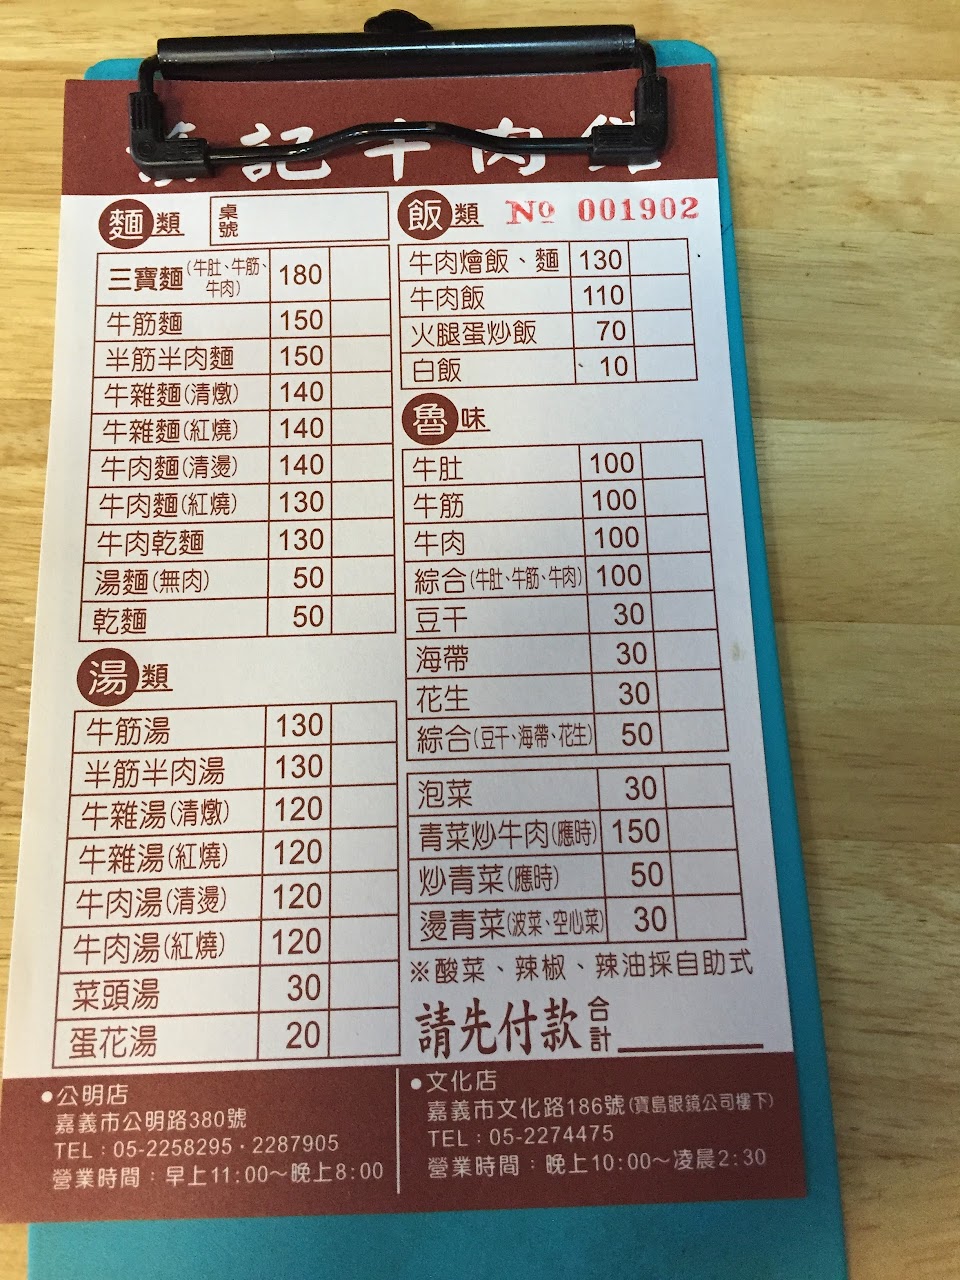 記牛肉
麵類
桌號
三寶麵(牛肚、牛筋、牛肉) 180
牛筋麵 150
半筋半肉麵 150
牛雜麵(清燉) 140
牛雜麵(紅燒) 140
牛肉麵(清燙) 140
牛肉麵(紅燒) 130
牛肉乾麵 130
湯麵(無肉) 50
乾麵 50
湯類
牛筋湯 130
半筋半肉湯 130
牛雜湯(清燉) 120
牛雜湯(紅燒) 120
牛肉湯(清燙) 120
牛肉湯(紅燒) 120
菜頭湯 30
蛋花湯 20
飯類 Nº 001902
牛肉燴飯、麵 130
牛肉飯 110
火腿蛋炒飯 70
白飯 10
魯味
牛肚 100
牛筋 100
牛肉 100
綜合(牛肚、牛筋、牛肉) 100
豆干 30
海帶 30
花生 30
綜合(豆干、海帶、花生) 50
泡菜 30
青菜炒牛肉(應時) 150
炒青菜(應時) 50
燙青菜(波菜、空心菜) 30
※酸菜、辣椒、辣油採自助式
請先付款 合計
●公明店
嘉義市公明路380號
TEL：05-2258295．2287905
營業時間：早上11:00～晚上8:00
●文化店
嘉義市文化路186號(寶島眼鏡公司樓下)
TEL：05-2274475
營業時間：晚上10:00～凌晨2:30